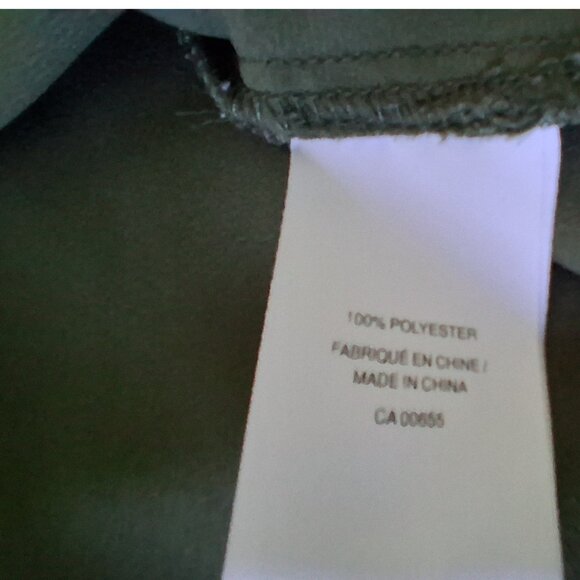 100% POLYESTER
FABRIQUÉ EN CHINE /
MADE IN CHINA
CA 00655